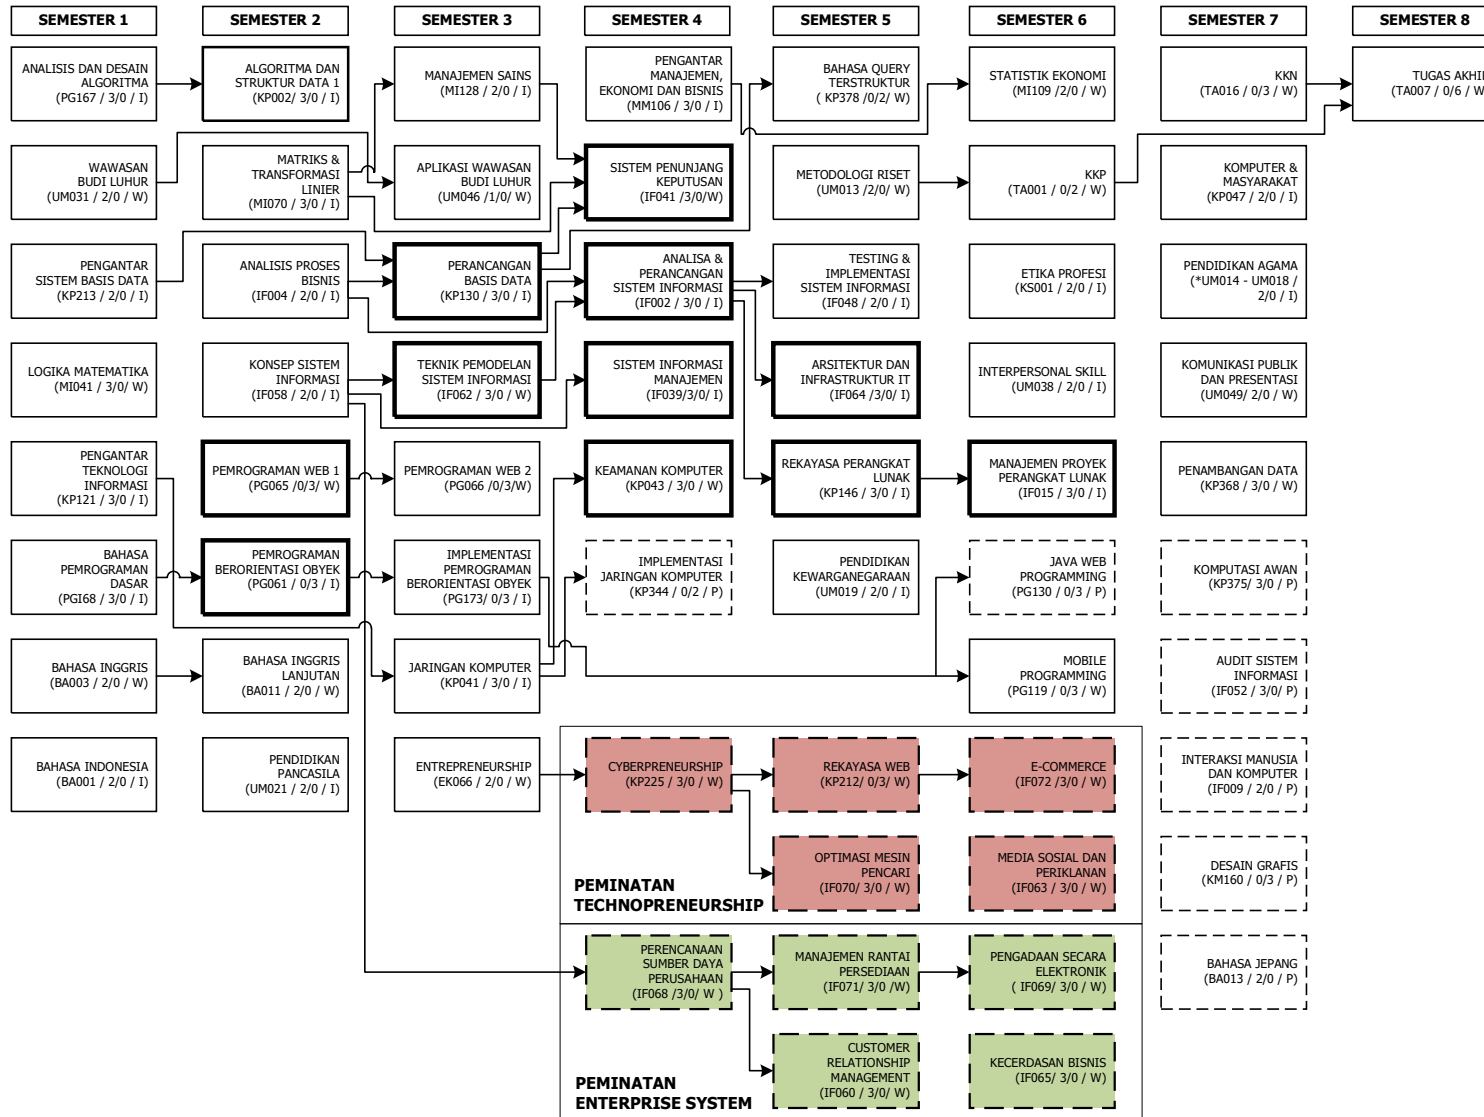 SEMESTER 1
SEMESTER 2
SEMESTER 3
SEMESTER 4
SEMESTER 5
SEMESTER 6
SEMESTER 7
SEMESTER 8
ANALISIS DAN DESAIN
ALGORITMA
(PG167 / 3/0 / I)
ALGORITMA DAN
STRUKTUR DATA 1
(KP002/ 3/0 / I)
MANAJEMEN SAINS
(MI128 / 2/0 / I)
PENGANTAR
MANAJEMEN,
EKONOMI DAN BISNIS
(MM106 / 3/0 / I)
BAHASA QUERY
TERSTRUKTUR
( KP378 /0/2/ W)
STATISTIK EKONOMI
(MI109 /2/0 / W)
KKN
(TA016 / 0/3 / W)
TUGAS AKHIR
(TA007 / 0/6 / W
WAWASAN
BUDI LUHUR
(UM031 / 2/0 / W)
MATRIKS &
TRANSFORMASI
LINIER
(MI070 / 3/0 / I)
APLIKASI WAWASAN
BUDI LUHUR
(UM046 /1/0/ W)
SISTEM PENUNJANG
KEPUTUSAN
(IF041 /3/0/W)
METODOLOGI RISET
(UM013 /2/0/ W)
KKP
(TA001 / 0/2 / W)
KOMPUTER &
MASYARAKAT
(KP047 / 2/0 / I)
PENGANTAR
SISTEM BASIS DATA
(KP213 / 2/0 / I)
ANALISIS PROSES
BISNIS
(IF004 / 2/0 / I)
PERANCANGAN
BASIS DATA
(KP130 / 3/0 / I)
ANALISA &
PERANCANGAN
SISTEM INFORMASI
(IF002 / 3/0 / I)
TESTING &
IMPLEMENTASI
SISTEM INFORMASI
(IF048 / 2/0 / I)
ETIKA PROFESI
(KS001 / 2/0 / I)
PENDIDIKAN AGAMA
(*UM014 - UM018 /
2/0 / I)
LOGIKA MATEMATIKA
(MI041 / 3/0/ W)
KONSEP SISTEM
INFORMASI
(IF058 / 2/0 / I)
TEKNIK PEMODELAN
SISTEM INFORMASI
(IF062 / 3/0 / W)
SISTEM INFORMASI
MANAJEMEN
(IF039/3/0/ I)
ARSITEKTUR DAN
INFRASTRUKTUR IT
(IF064 /3/0/ I)
INTERPERSONAL SKILL
(UM038 / 2/0 / I)
KOMUNIKASI PUBLIK
DAN PRESENTASI
(UM049/ 2/0 / W)
PENGANTAR
TEKNOLOGI
INFORMASI
(KP121 / 3/0 / I)
PEMROGRAMAN WEB 1
(PG065 /0/3/ W)
PEMROGRAMAN WEB 2
(PG066 /0/3/W)
KEAMANAN KOMPUTER
(KP043 / 3/0 / W)
REKAYASA PERANGKAT
LUNAK
(KP146 / 3/0 / I)
MANAJEMEN PROYEK
PERANGKAT LUNAK
(IF015 / 3/0 / I)
PENAMBANGAN DATA
(KP368 / 3/0 / W)
BAHASA
PEMROGRAMAN
DASAR
(PGI68 / 3/0 / I)
PEMROGRAMAN
BERORIENTASI OBYEK
(PG061 / 0/3 / I)
IMPLEMENTASI
PEMROGRAMAN
BERORIENTASI OBYEK
(PG173/ 0/3 / I)
IMPLEMENTASI
JARINGAN KOMPUTER
(KP344 / 0/2 / P)
PENDIDIKAN
KEWARGANEGARAAN
(UM019 / 2/0 / I)
JAVA WEB
PROGRAMMING
(PG130 / 0/3 / P)
KOMPUTASI AWAN
(KP375/ 3/0 / P)
BAHASA INGGRIS
(BA003 / 2/0 / W)
BAHASA INGGRIS
LANJUTAN
(BA011 / 2/0 / W)
JARINGAN KOMPUTER
(KP041 / 3/0 / I)
MOBILE
PROGRAMMING
(PG119 / 0/3 / W)
AUDIT SISTEM
INFORMASI
(IF052 / 3/0/ P)
BAHASA INDONESIA
(BA001 / 2/0 / I)
PENDIDIKAN
PANCASILA
(UM021 / 2/0 / I)
ENTREPRENEURSHIP
(EK066 / 2/0 / W)
CYBERPRENEURSHIP
(KP225 / 3/0 / W)
REKAYASA WEB
(KP212/ 0/3/ W)
E-COMMERCE
(IF072 /3/0 / W)
INTERAKSI MANUSIA
DAN KOMPUTER
(IF009 / 2/0 / P)
OPTIMASI MESIN
PENCARI
(IF070/ 3/0 / W)
MEDIA SOSIAL DAN
PERIKLANAN
(IF063 / 3/0 / W)
DESAIN GRAFIS
(KM160 / 0/3 / P)
PEMINATAN
TECHNOPRENEURSHIP
PERENCANAAN
SUMBER DAYA
PERUSAHAAN
(IF068 /3/0/ W )
MANAJEMEN RANTAI
PERSEDIAAN
(IF071/ 3/0 /W)
PENGADAAN SECARA
ELEKTRONIK
( IF069/ 3/0 / W)
BAHASA JEPANG
(BA013 / 2/0 / P)
CUSTOMER
RELATIONSHIP
MANAGEMENT
(IF060 / 3/0/ W)
KECERDASAN BISNIS
(IF065/ 3/0 / W)
PEMINATAN
ENTERPRISE SYSTEM